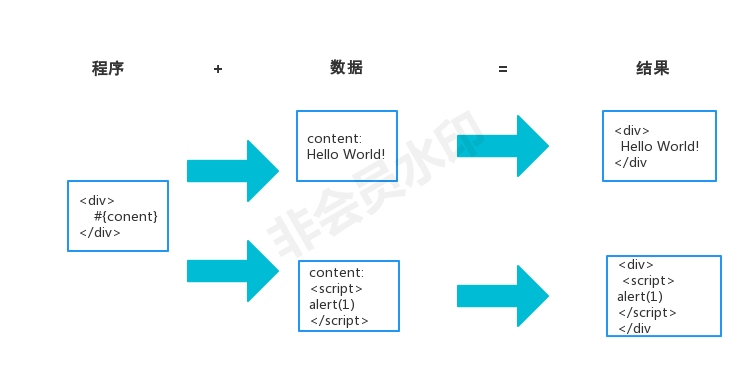 程序 + 数据 = 结果
content:
Hello World!
<div>
Hello World!
</div
<div>
#{conent}
</div>
非会员水印
content:
<script>
alert(1)
</script>
<div>
<script>
alert(1)
</script>
</div